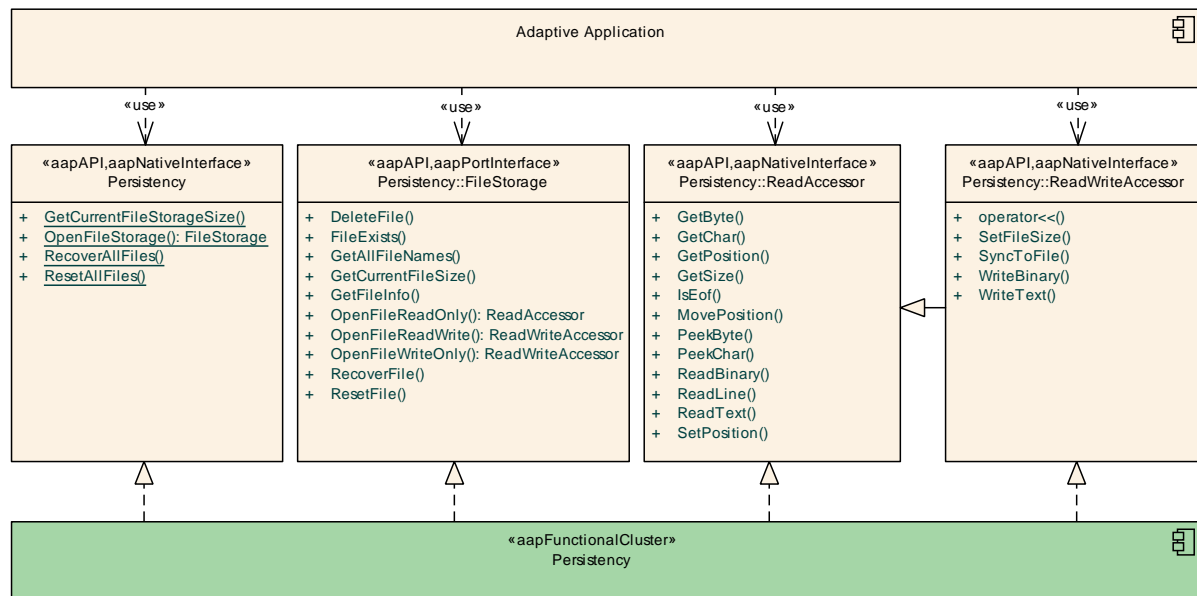 Adaptive Application
«use»
«use»
«use»
«use»
«aapAPI,aapNativeInterface»
Persistency
+ GetCurrentFileStorageSize()
+ OpenFileStorage(): FileStorage
+ RecoverAllFiles()
+ ResetAllFiles()
«aapAPI,aapPortInterface»
Persistency::FileStorage
+ DeleteFile()
+ FileExists()
+ GetAllFileNames()
+ GetCurrentFileSize()
+ GetFileInfo()
+ OpenFileReadOnly(): ReadAccessor
+ OpenFileReadWrite(): ReadWriteAccessor
+ OpenFileWriteOnly(): ReadWriteAccessor
+ RecoverFile()
+ ResetFile()
«aapAPI,aapNativeInterface»
Persistency::ReadAccessor
+ GetByte()
+ GetChar()
+ GetPosition()
+ GetSize()
+ IsEof()
+ MovePosition()
+ PeekByte()
+ PeekChar()
+ ReadBinary()
+ ReadLine()
+ ReadText()
+ SetPosition()
«aapAPI,aapNativeInterface»
Persistency::ReadWriteAccessor
+ operator<<()
+ SetFileSize()
+ SyncToFile()
+ WriteBinary()
+ WriteText()
«aapFunctionalCluster»
Persistency